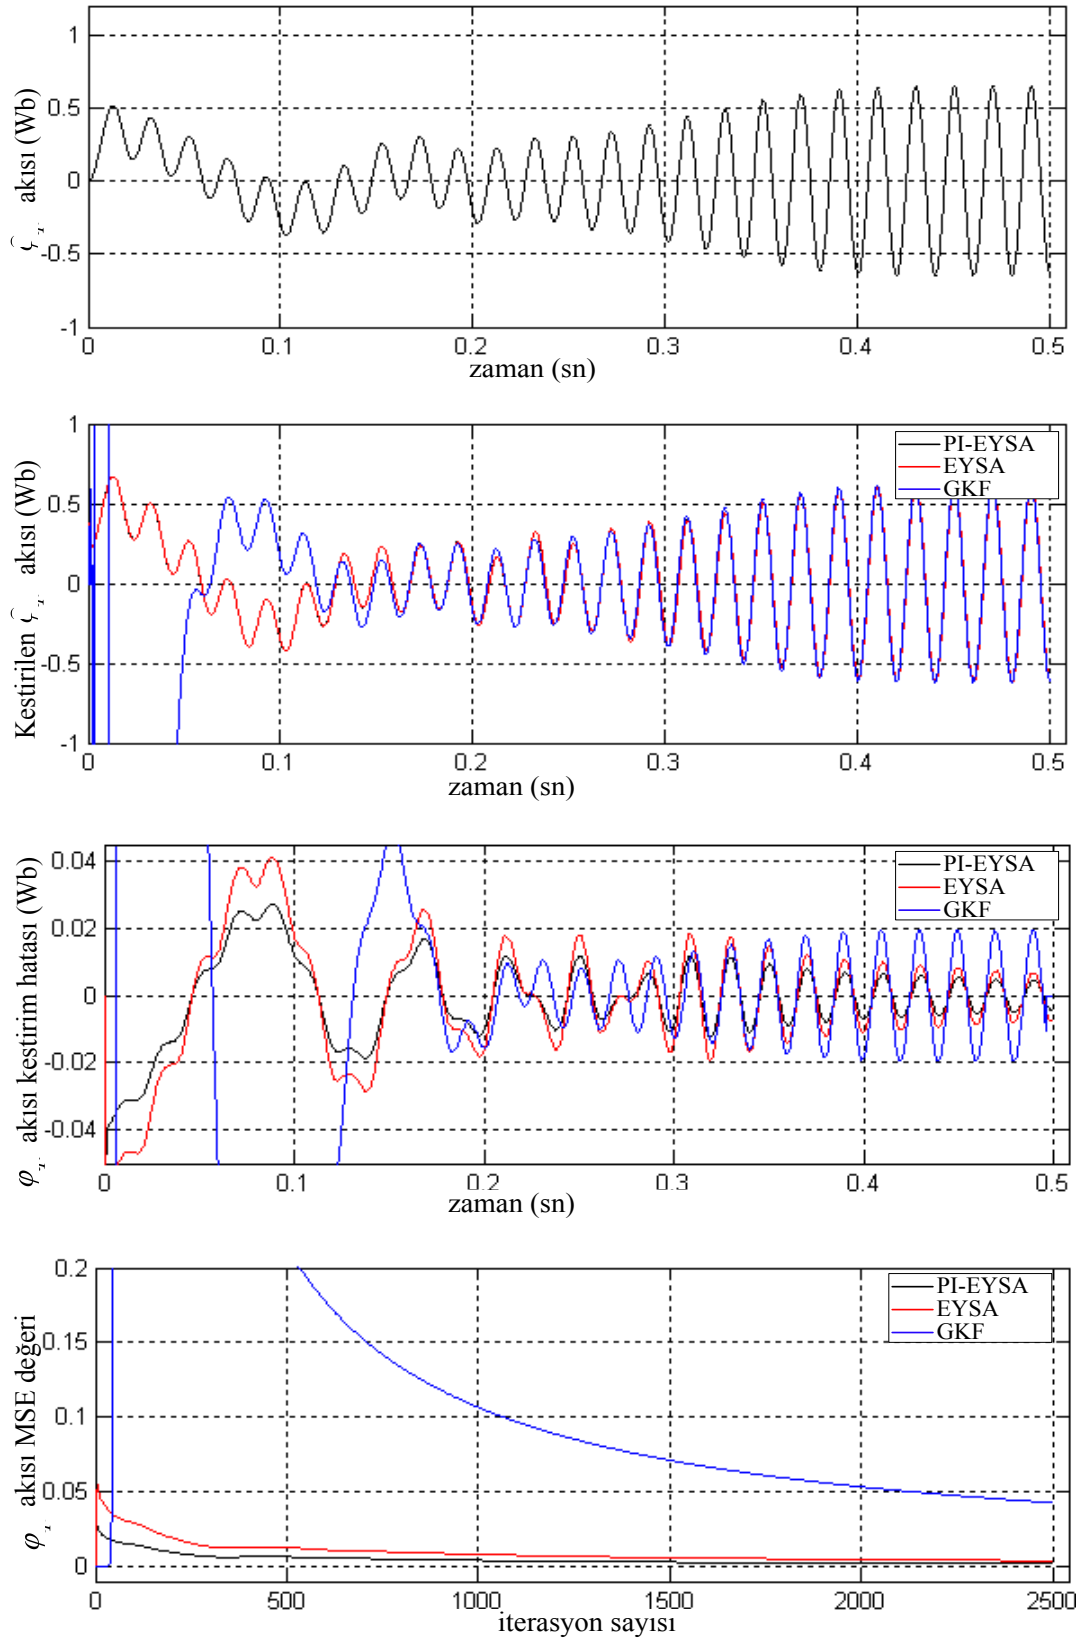 1
0.5
0
-0.5
-1
akısı (Wb)
0 0.1 0.2 0.3 0.4 0.5
zaman (sn)
1
0.5
0
-0.5
-1
Kestirilen akısı (Wb)
PI-EYSA
EYSA
GKF
0 0.1 0.2 0.3 0.4 0.5
zaman (sn)
0.04
0.02
0
-0.02
-0.04
φ akısı kestirim hatası (Wb)
PI-EYSA
EYSA
GKF
0 0.1 0.2 0.3 0.4 0.5
zaman (sn)
0.2
0.15
0.1
0.05
0
φ akısı MSE değeri
PI-EYSA
EYSA
GKF
0 500 1000 1500 2000 2500
iterasyon sayısı